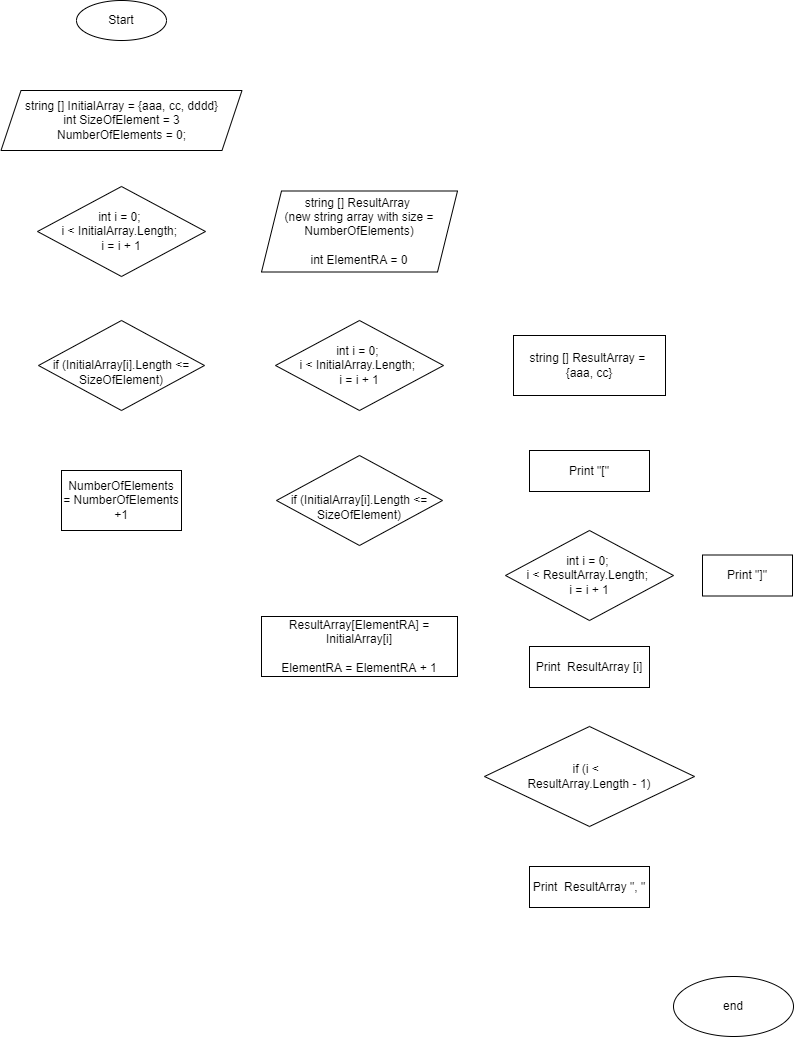 Start
string [] InitialArray = {aaa, cc, dddd}
int SizeOfElement = 3
NumberOfElements = 0;
int i = 0;
i < InitialArray.Length;
i = i + 1
if (InitialArray[i].Length <=
SizeOfElement)
NumberOfElements
= NumberOfElements
+1
string [] ResultArray
(new string array with size =
NumberOfElements)
int ElementRA = 0
int i = 0;
i < InitialArray.Length;
i = i + 1
if (InitialArray[i].Length <=
SizeOfElement)
ResultArray[ElementRA] =
InitialArray[i]
ElementRA = ElementRA + 1
string [] ResultArray =
{aaa, cc}
Print "["
int i = 0;
i < ResultArray.Length;
i = i + 1
Print ResultArray [i]
if (i <
ResultArray.Length - 1)
Print ResultArray ", "
Print "]"
end